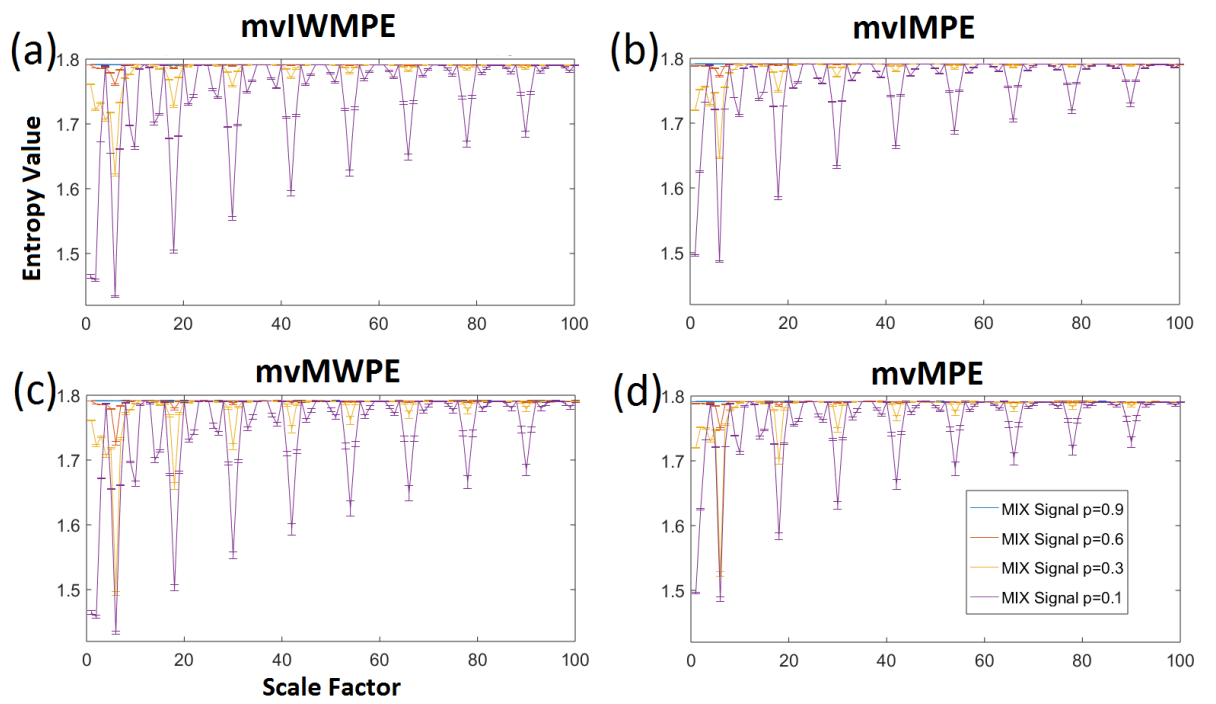 mvIWMPE
mvIMPE
(a)
(b)
1.8
1.7
1.6
1.5
Entropy Value
0 20 40 60 80 100
1.8
1.7
1.6
1.5
0 20 40 60 80 100
mvMWPE
mvMPE
(c)
(d)
1.8
1.7
1.6
1.5
0 20 40 60 80 100
Scale Factor
1.8
1.7
1.6
1.5
MIX Signal p=0.9
MIX Signal p=0.6
MIX Signal p=0.3
MIX Signal p=0.1
0 20 40 60 80 100